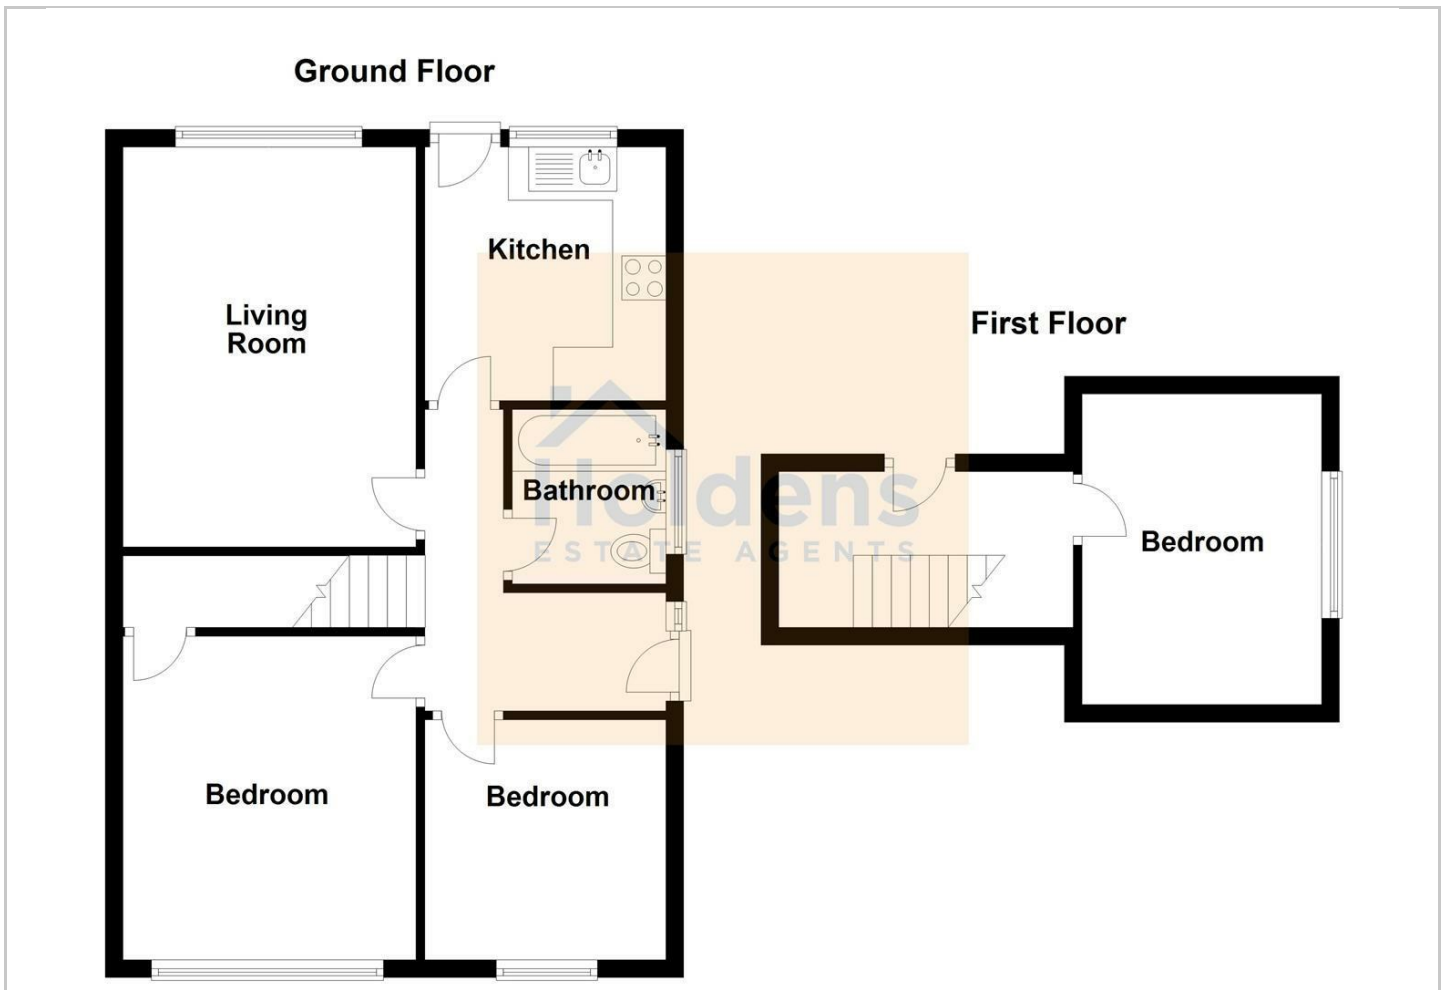 Ground Floor
Kitchen
Living
Room
First Floor
Holdens
Bathroom
ESTATE AGENTS
Bedroom
Bedroom
Bedroom